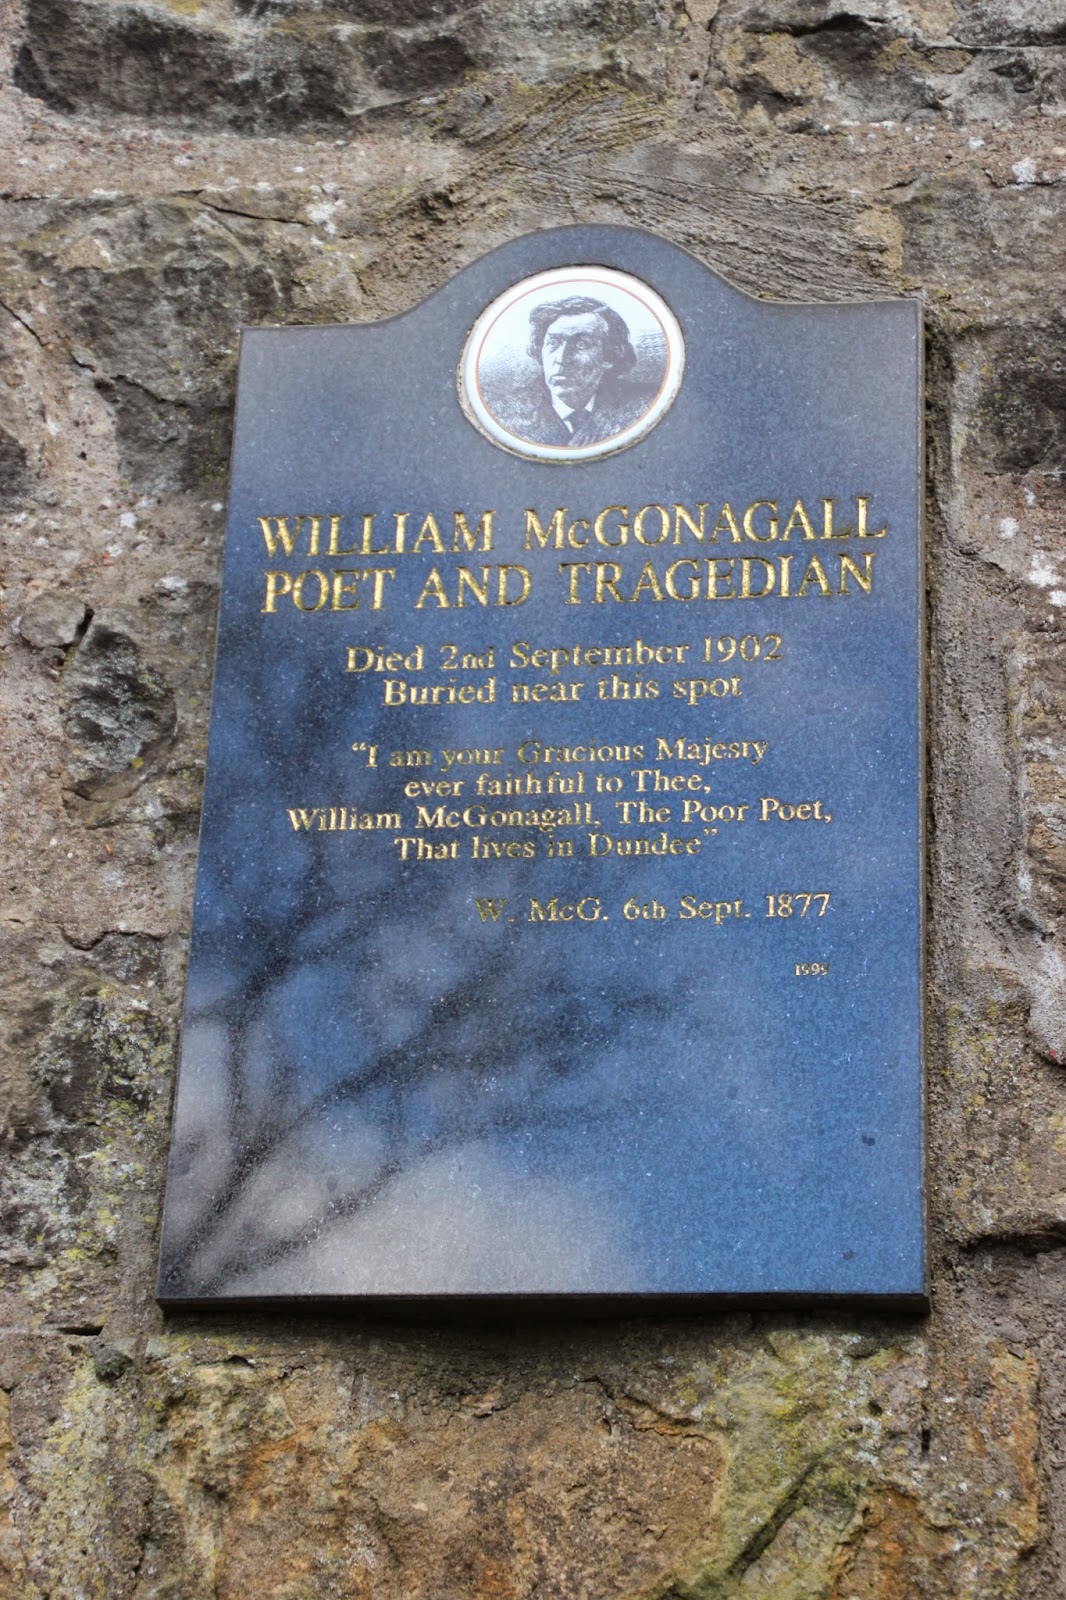 WILLIAM McGONAGALL
POET AND TRAGEDIAN
Died 2nd September 1902
Buried near this spot
“I am your Gracious Majesty
ever faithful to Thee,
William McGonagall, The Poor Poet,
That lives in Dundee”
W. McG. 6th Sept. 1877
1999